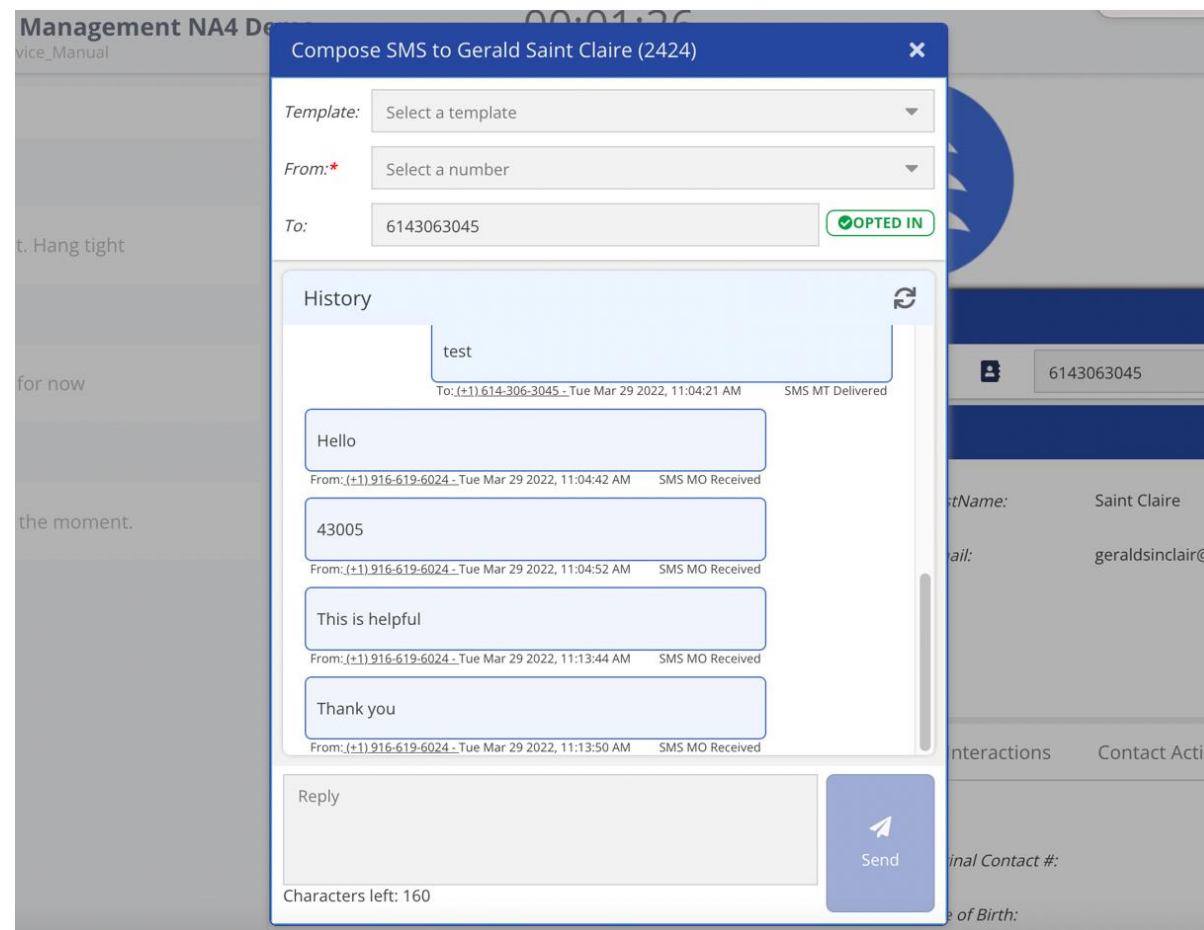 Management NA4
vice_Manual
Compose SMS to Gerald Saint Claire (2424)
Template:
Select a template
From:*
Select a number
To:
6143063045
OPTED IN
t. Hang tight
History
test
To: (+1) 614-306-3045 - Tue Mar 29 2022, 11:04:21 AM SMS MT Delivered
for now
6143063045
Hello
From: (+1) 916-619-6024 - Tue Mar 29 2022, 11:04:42 AM SMS MO Received
43005
From: (+1) 916-619-6024 - Tue Mar 29 2022, 11:04:52 AM SMS MO Received
the moment.
stName:
Saint Claire
ail:
geraldsinclair@
This is helpful
From: (+1) 916-619-6024 - Tue Mar 29 2022, 11:13:44 AM SMS MO Received
Thank you
From: (+1) 916-619-6024 - Tue Mar 29 2022, 11:13:50 AM SMS MO Received
nteractions
Contact Acti
Reply
Send
Characters left: 160
inal Contact #:
e of Birth: